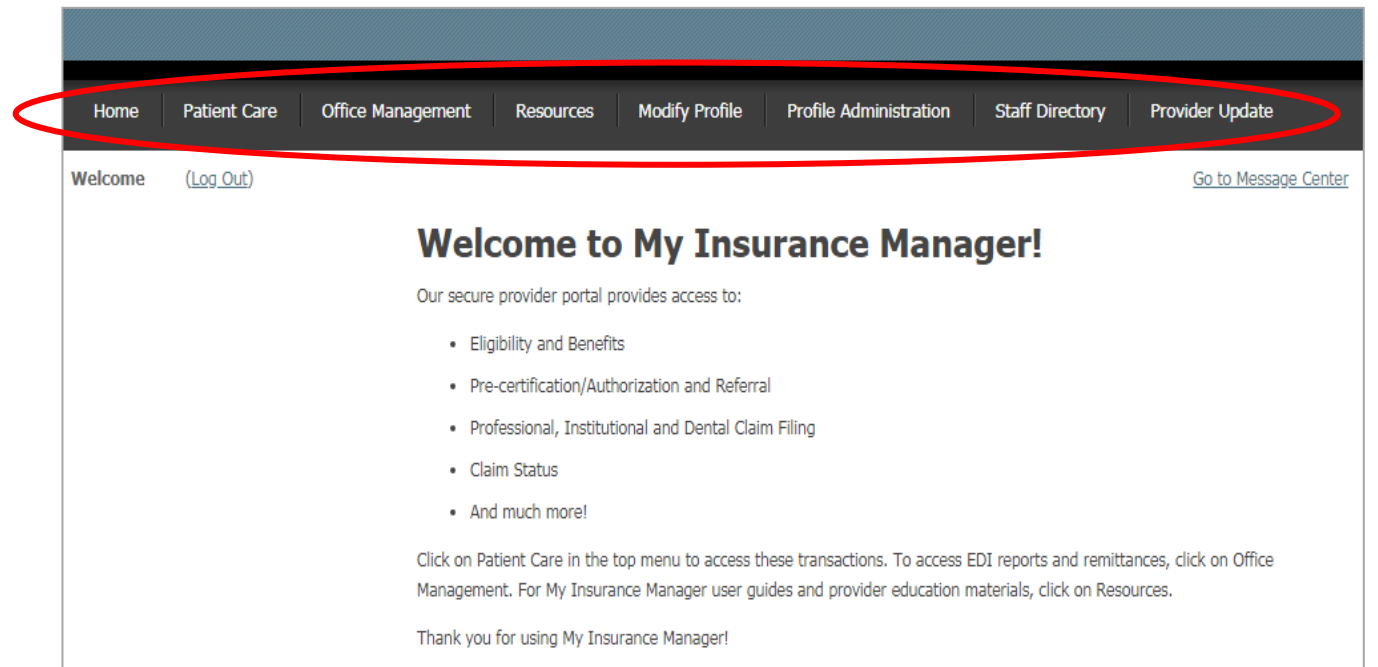 Home Patient Care Office Management Resources Modify Profile Profile Administration Staff Directory Provider Update
Welcome (Log Out) Go to Message Center
Welcome to My Insurance Manager!
Our secure provider portal provides access to:
• Eligibility and Benefits
• Pre-certification/Authorization and Referral
• Professional, Institutional and Dental Claim Filing
• Claim Status
• And much more!
Click on Patient Care in the top menu to access these transactions. To access EDI reports and remittances, click on Office
Management. For My Insurance Manager user guides and provider education materials, click on Resources.
Thank you for using My Insurance Manager!